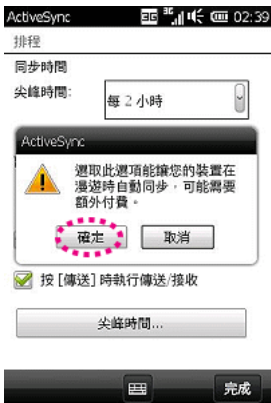 ActiveSync 3G 3G 02:39
排程
同步時間
尖峰時間:
每 2 小時
ActiveSync
選取此選項能讓您的裝置在
漫遊時自動同步，可能需要
額外付費。
確定
取消
按 [傳送] 時執行傳送/接收
尖峰時間...
完成